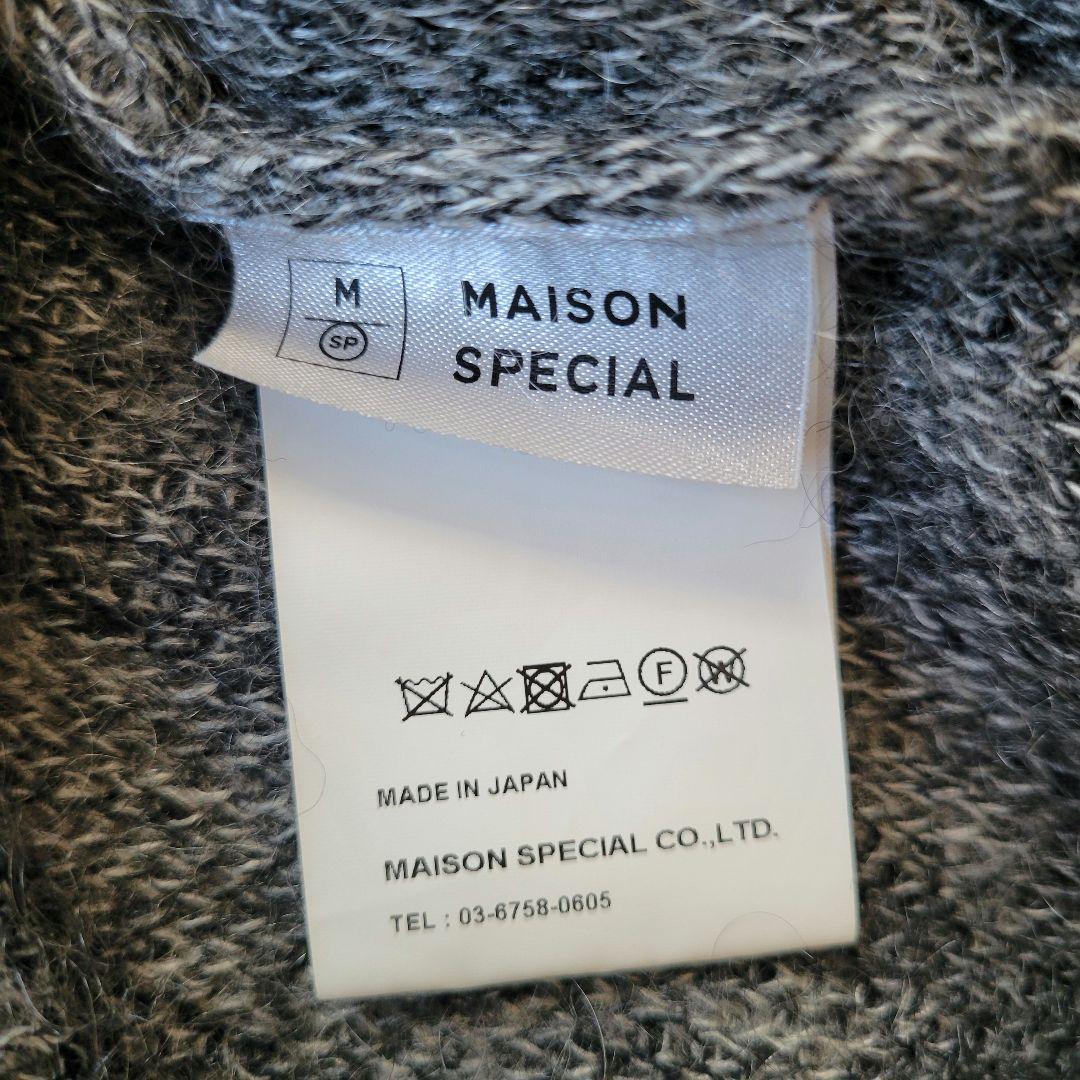 M
SP
MAISON
SPECIAL
F W
MADE IN JAPAN
MAISON SPECIAL CO.,LTD.
TEL : 03-6758-0605